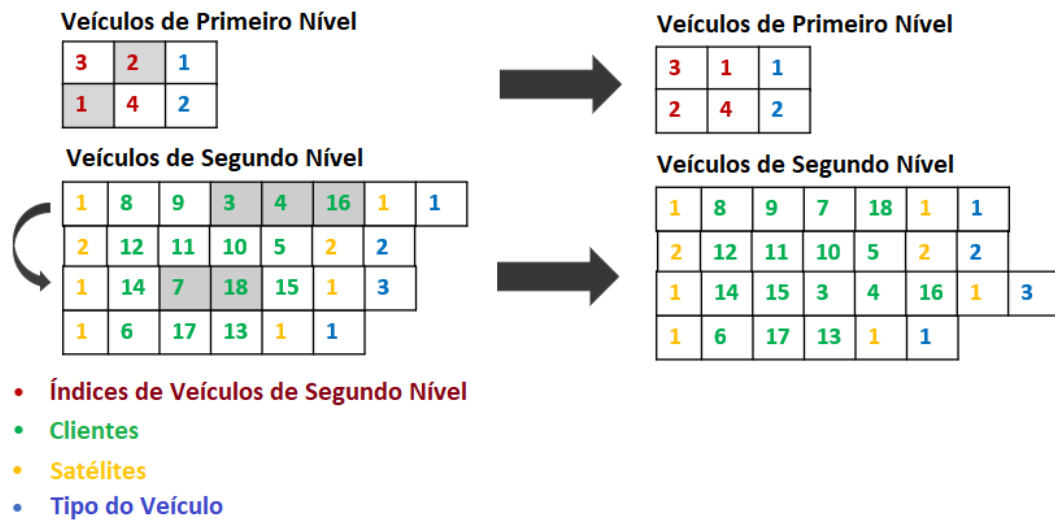 Veículos de Primeiro Nível
3 2 1
1 4 2
Veículos de Segundo Nível
1 8 9 3 4 16 1 1
2 12 11 10 5 2 2
1 14 7 18 15 1 3
1 6 17 13 1 1
Veículos de Primeiro Nível
3 1 1
2 4 2
Veículos de Segundo Nível
1 8 9 7 18 1 1
2 12 11 10 5 2 2
1 14 15 3 4 16 1 3
1 6 17 13 1 1
• Índices de Veículos de Segundo Nível
• Clientes
• Satélites
• Tipo do Veículo